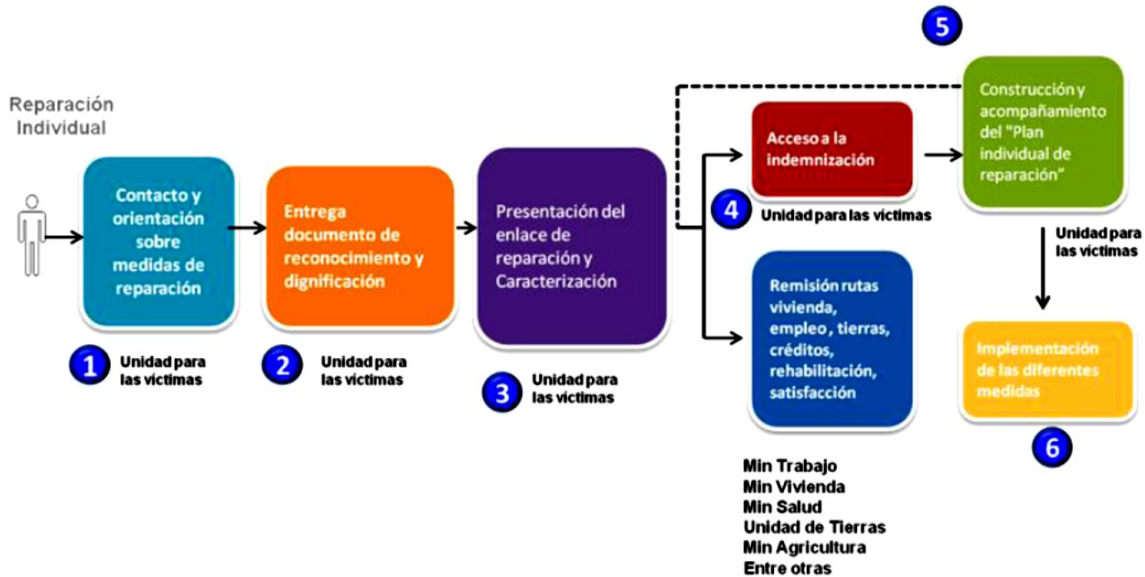 Reparación
Individual
Contacto y
orientación
sobre
medidas de
reparación
1
Unidad para
las víctimas
Entrega
documento de
reconocimiento y
dignificación
2
Unidad para
las víctimas
Presentación del
enlace de
reparación y
Caracterización
3
Unidad para
las víctimas
Acceso a la
indemnización
4
Unidad para las víctimas
Remisión rutas
vivienda,
empleo, tierras,
créditos,
rehabilitación,
satisfacción
Min Trabajo
Min Vivienda
Min Salud
Unidad de Tierras
Min Agricultura
Entre otras
5
Construcción y
acompañamiento
del "Plan
individual de
reparación"
Unidad para
las víctimas
Implementación
de las diferentes
medidas
6